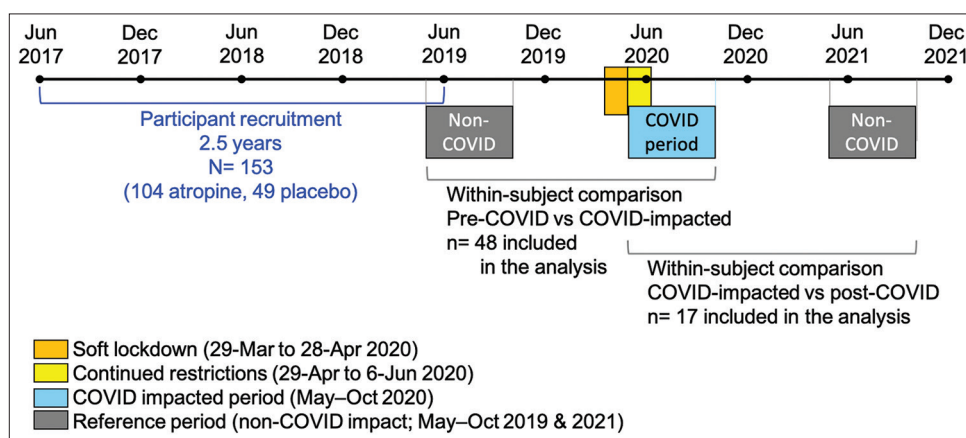 Jun Dec Jun Dec Jun Dec Jun Dec Jun Dec
2017 2017 2018 2018 2019 2019 2020 2020 2021 2021
Participant recruitment
2.5 years
N= 153
(104 atropine, 49 placebo)
Non-
COVID
COVID
period
Non-
COVID
Within-subject comparison
Pre-COVID vs COVID-impacted
n= 48 included
in the analysis
Within-subject comparison
COVID-impacted vs post-COVID
n= 17 included in the analysis
Soft lockdown (29-Mar to 28-Apr 2020)
Continued restrictions (29-Apr to 6-Jun 2020)
COVID impacted period (May–Oct 2020)
Reference period (non-COVID impact; May–Oct 2019 & 2021)